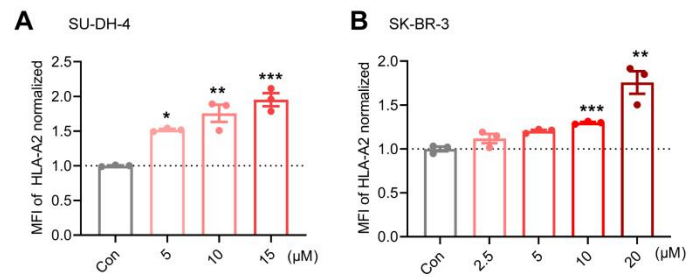 A SU-DH-4
MFI of HLA-A2 normalized
2.5
2.0
1.5
1.0
0.5
0.0
* ** ***
Con 5 10 15 (μM)
B SK-BR-3
MFI of HLA-A2 normalized
2.0
1.5
1.0
0.5
0.0
*** **
Con 2.5 5 10 20 (μM)